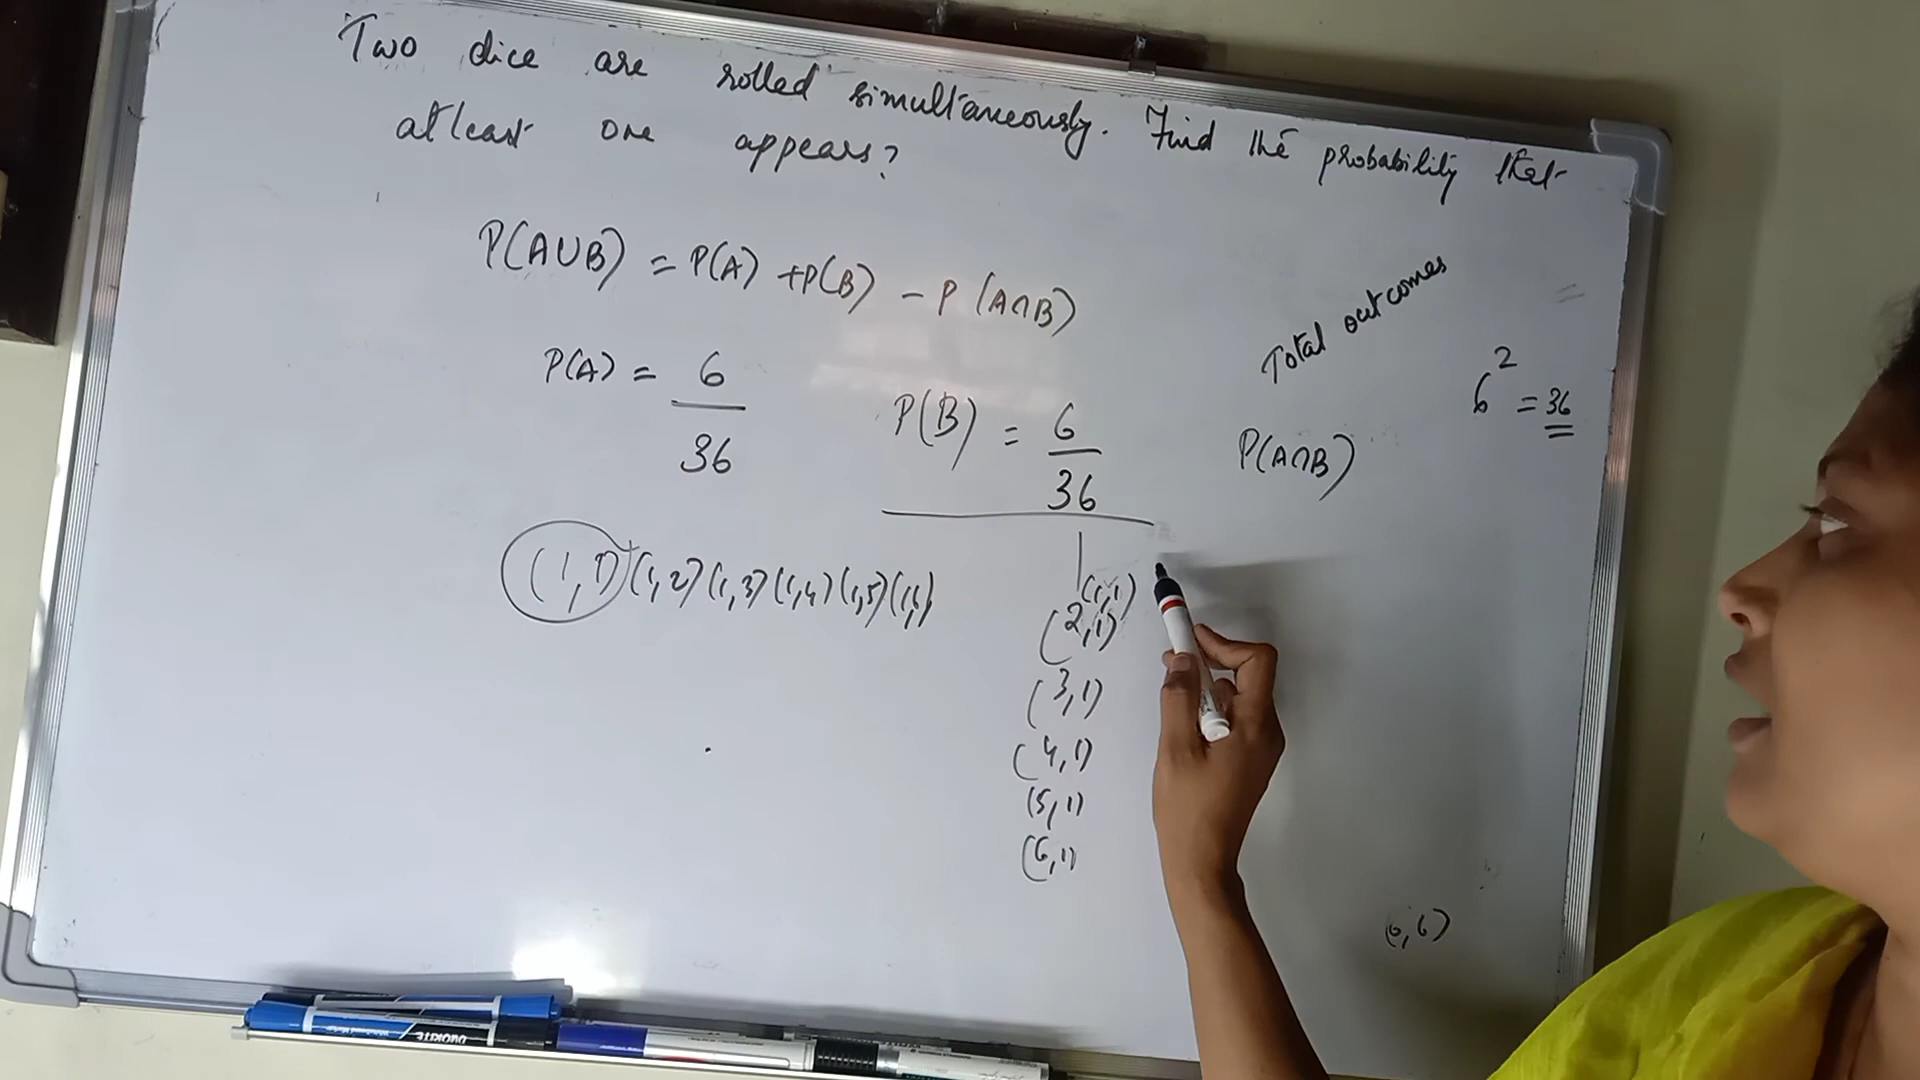 Two dice are rolled simultaneously. Find the probability that
atleast one appears?
P(A∪B) = P(A) + P(B) - P(A∩B)
Total outcomes
6² = 36
P(A) = 6/36
P(B) = 6/36
P(A∩B)
(1,1) (1,2) (1,3) (1,4) (1,5) (1,6)
(1,1)
(2,1)
(3,1)
(4,1)
(5,1)
(6,1)
(6,6)
DUORITE